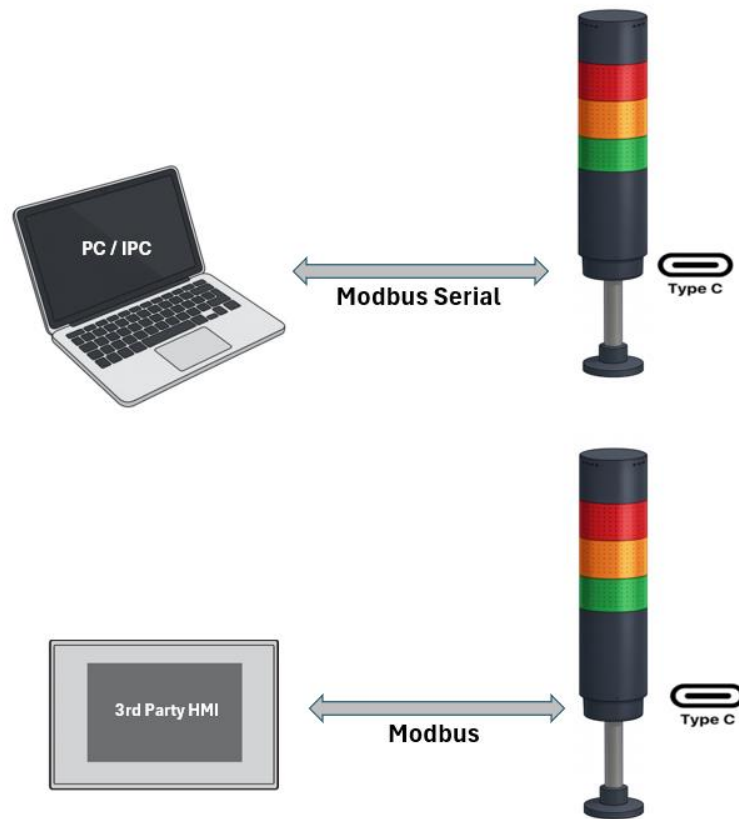 PC / IPC
Modbus Serial
Type C
3rd Party HMI
Modbus
Type C